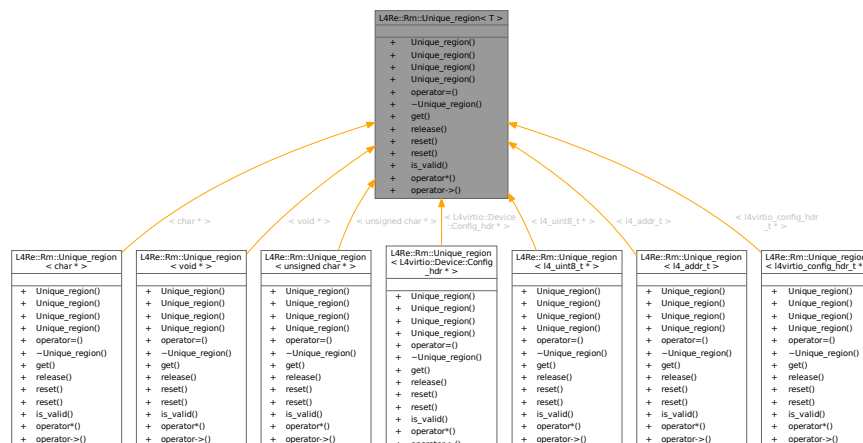 L4Re::Rm::Unique_region< T >
+ Unique_region()
+ Unique_region()
+ Unique_region()
+ Unique_region()
+ operator=()
+ ~Unique_region()
+ get()
+ release()
+ reset()
+ reset()
+ is_valid()
+ operator*()
+ operator->()
< char * >
< void * >
< unsigned char * >
< L4virtio::Device
::Config_hdr * >
< l4_uint8_t * >
< l4_addr_t
< l4virtio_config_hdr
_t * >
L4Re::Rm::Unique_region
< char * >
+ Unique_region()
+ Unique_region()
+ Unique_region()
+ Unique_region()
+ operator=()
+ ~Unique_region()
+ get()
+ release()
+ reset()
+ reset()
+ is_valid()
+ operator*()
+ operator->()
L4Re::Rm::Unique_region
< void * >
+ Unique_region()
+ Unique_region()
+ Unique_region()
+ Unique_region()
+ operator=()
+ ~Unique_region()
+ get()
+ release()
+ reset()
+ reset()
+ is_valid()
+ operator*()
+ operator->()
L4Re::Rm::Unique_region
< unsigned char * >
+ Unique_region()
+ Unique_region()
+ Unique_region()
+ Unique_region()
+ operator=()
+ ~Unique_region()
+ get()
+ release()
+ reset()
+ reset()
+ is_valid()
+ operator*()
+ operator->()
L4Re::Rm::Unique_region
< L4virtio::Device::Config
_hdr * >
+ Unique_region()
+ Unique_region()
+ Unique_region()
+ Unique_region()
+ operator=()
+ ~Unique_region()
+ get()
+ release()
+ reset()
+ reset()
+ is_valid()
+ operator*()
L4Re::Rm::Unique_region
< l4_uint8_t * >
+ Unique_region()
+ Unique_region()
+ Unique_region()
+ Unique_region()
+ operator=()
+ ~Unique_region()
+ get()
+ release()
+ reset()
+ reset()
+ is_valid()
+ operator*()
+ operator->()
L4Re::Rm::Unique_region
< l4_addr_t >
+ Unique_region()
+ Unique_region()
+ Unique_region()
+ Unique_region()
+ operator=()
+ ~Unique_region()
+ get()
+ release()
+ reset()
+ reset()
+ is_valid()
+ operator*()
+ operator->()
L4Re::Rm::Unique_region
< l4virtio_config_hdr_t *
+ Unique_region()
+ Unique_region()
+ Unique_region()
+ Unique_region()
+ operator=()
+ ~Unique_region()
+ get()
+ release()
+ reset()
+ reset()
+ is_valid()
+ operator*()
+ operator->()